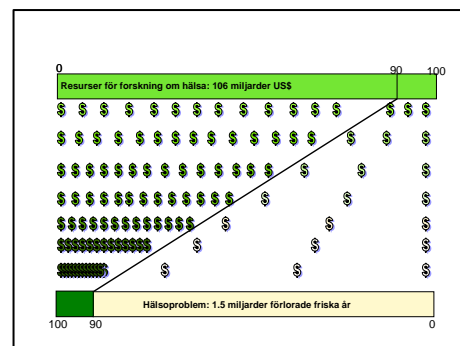 0
90
100
Resurser för forskning om hälsa: 106 miljarder US$
$ $ $ $ $ $ $ $ $ $ $ $ $ $ $
$ $ $ $ $ $ $ $ $ $ $ $ $ $ $
$ $ $ $ $ $ $ $ $ $ $ $ $ $ $ $ $
$ $ $ $ $ $ $ $ $ $ $ $ $ $ $ $
$ $ $ $ $ $ $ $ $ $ $ $ $ $ $ $
$ $ $ $ $ $ $ $ $ $ $ $ $ $ $
$ $ $ $ $ $ $ $ $ $ $ $ $ $ $
Hälsoproblem: 1.5 miljarder förlorade friska år
100 90 0